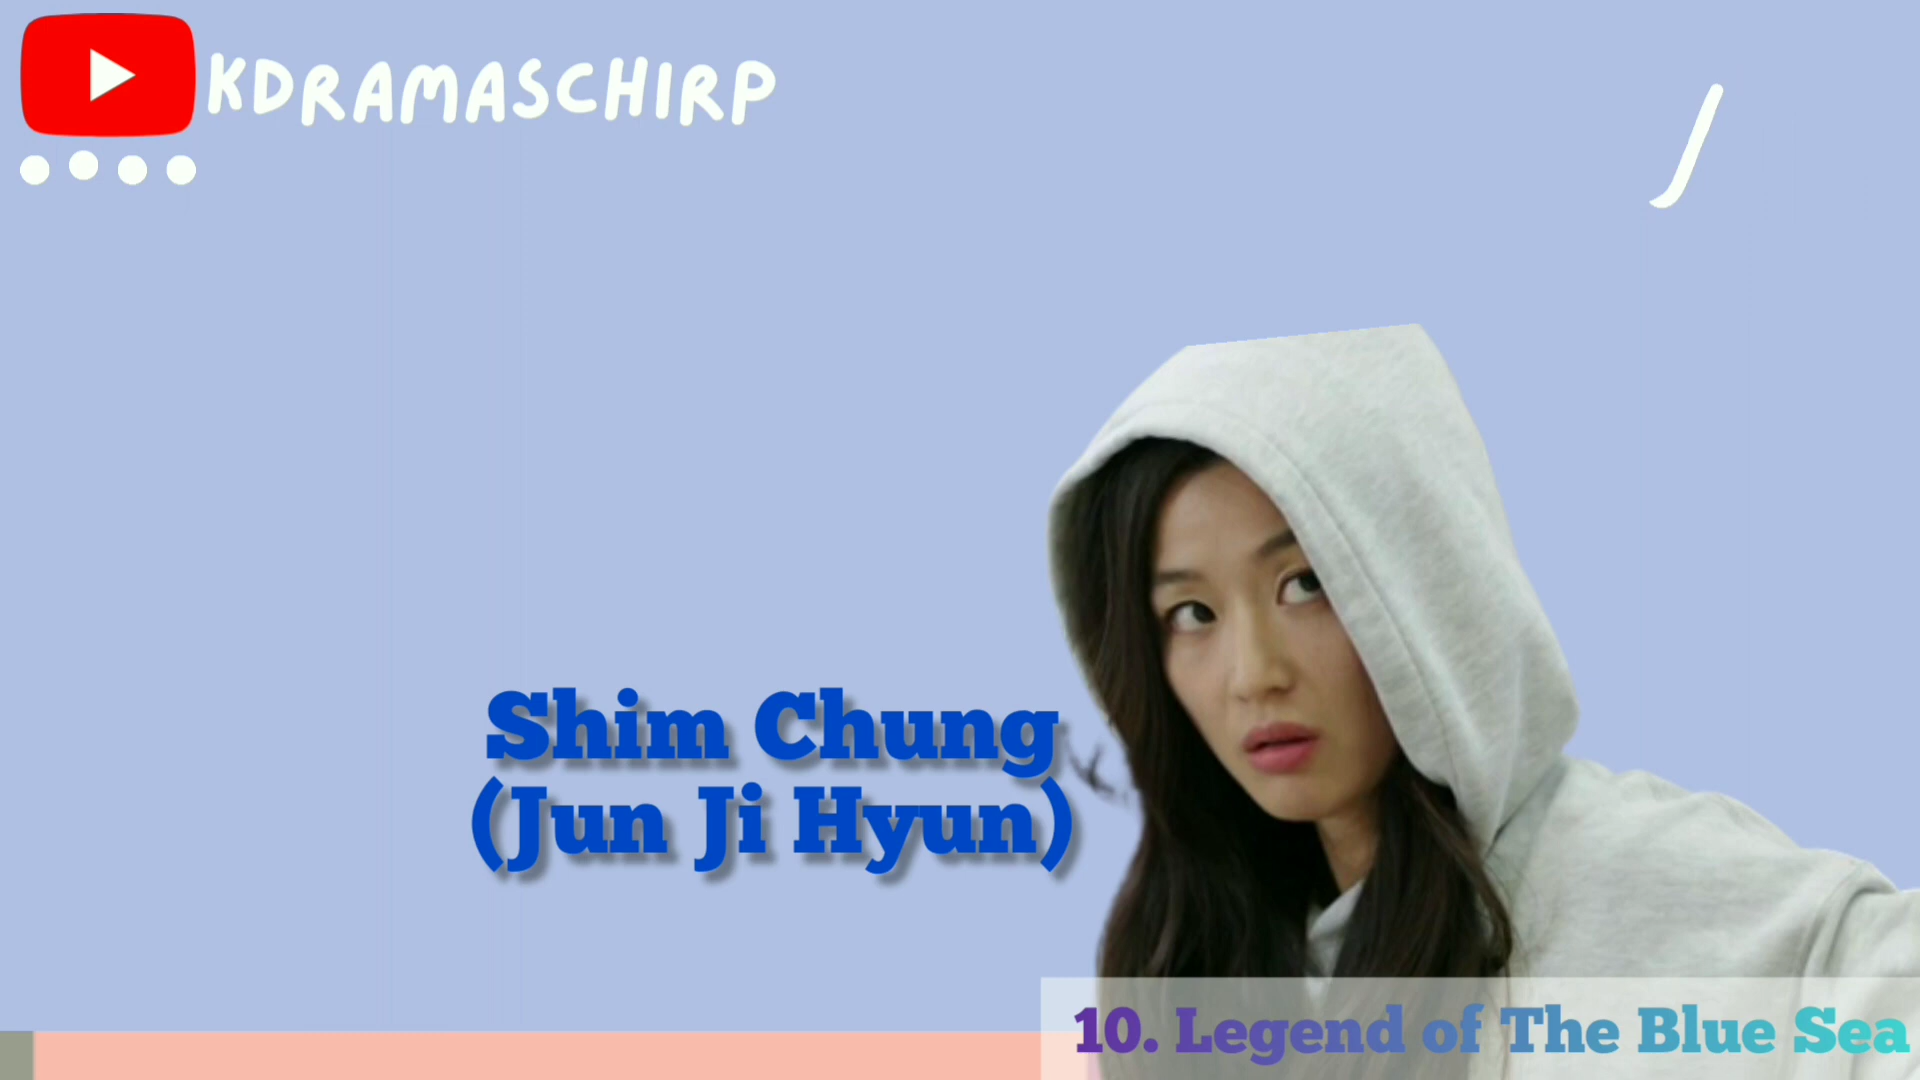 KDRAMASCHIRP
Shim Chung
(Jun Ji Hyun)
10. Legend of The Blue Sea